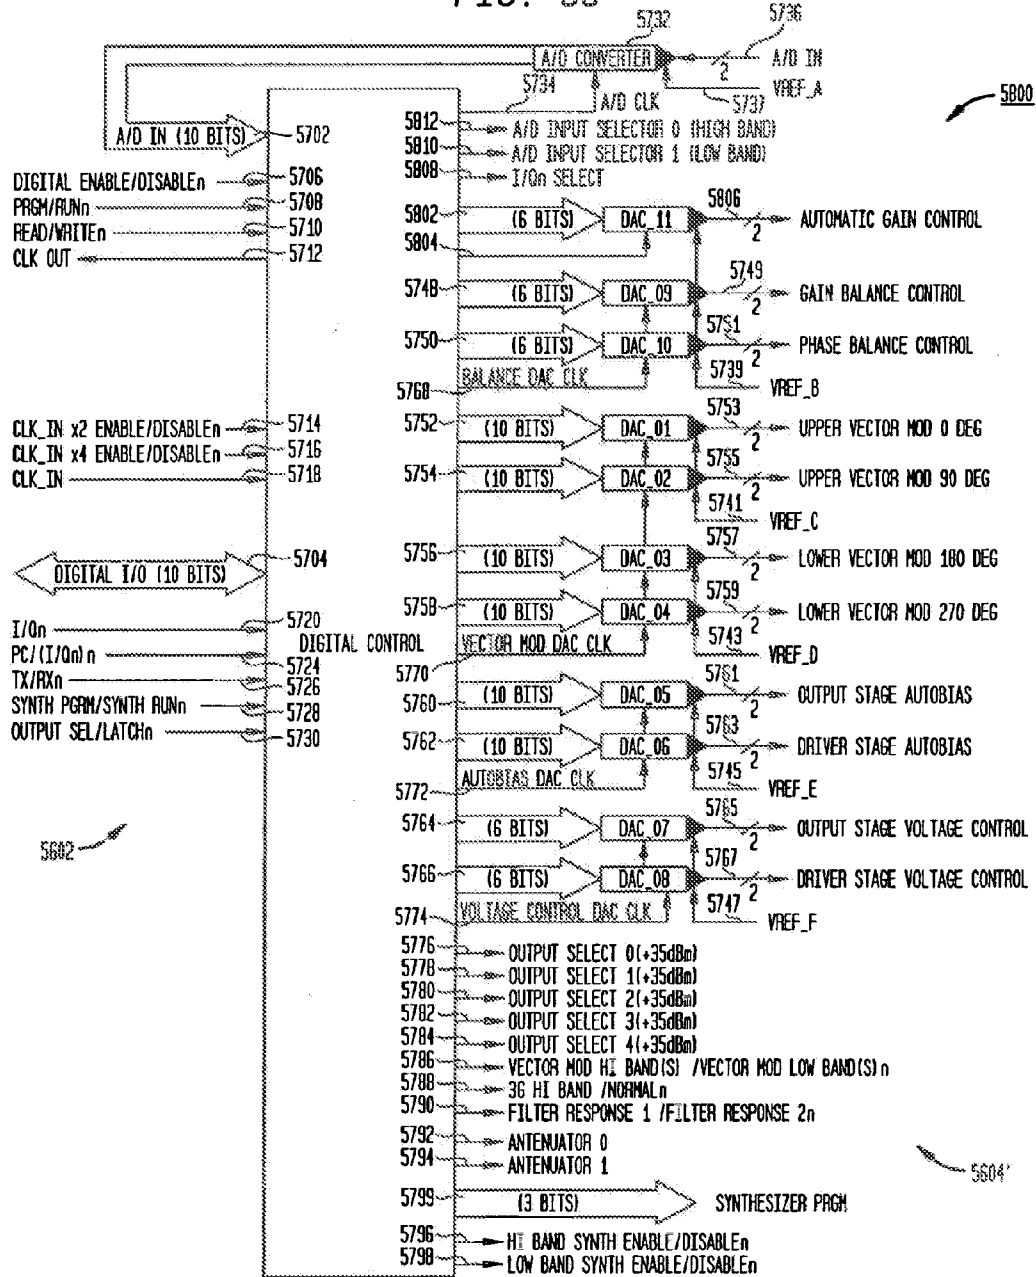 FIG.
5732
5736
A/D CONVERTER
2
A/D IN
5734
A/D CLK
5737
VREF_A
5800
A/D IN (10 BITS)
5702
5812
A/D INPUT SELECTOR 0 (HIGH BAND)
5810
A/D INPUT SELECTOR 1 (LOW BAND)
5808
I/Qn SELECT
DIGITAL ENABLE/DISABLEn
5706
PRGM/RUNn
5708
READ/WRITEn
5710
CLK OUT
5712
5802
(6 BITS)
DAC_11
5806
2
AUTOMATIC GAIN CONTROL
5804
5748
(6 BITS)
DAC_09
5749
2
GAIN BALANCE CONTROL
5750
(6 BITS)
DAC_10
5751
2
PHASE BALANCE CONTROL
5768
BALANCE DAC CLK
5739
VREF_B
CLK_IN x2 ENABLE/DISABLEn
5714
CLK_IN x4 ENABLE/DISABLEn
5716
CLK_IN
5718
5752
(10 BITS)
DAC_01
5753
2
UPPER VECTOR MOD 0 DEG
5754
(10 BITS)
DAC_02
5755
2
UPPER VECTOR MOD 90 DEG
5741
VREF_C
DIGITAL I/O (10 BITS)
5704
5756
(10 BITS)
DAC_03
5757
2
LOWER VECTOR MOD 180 DEG
5758
(10 BITS)
DAC_04
5759
2
LOWER VECTOR MOD 270 DEG
I/Qn
5720
PC/(I/Qn)n
5724
TX/RXn
5726
SYNTH PGRM/SYNTH RUNn
5728
OUTPUT SEL/LATCHn
5730
DIGITAL CONTROL
VECTOR MOD DAC CLK
5770
5743
VREF_D
5760
(10 BITS)
DAC_05
5761
2
OUTPUT STAGE AUTOBIAS
5762
(10 BITS)
DAC_06
5763
2
DRIVER STAGE AUTOBIAS
5772
AUTOBIAS DAC CLK
5745
VREF_E
5602
5764
(6 BITS)
DAC_07
5765
2
OUTPUT STAGE VOLTAGE CONTROL
5766
(6 BITS)
DAC_08
5767
2
DRIVER STAGE VOLTAGE CONTROL
5774
VOLTAGE CONTROL DAC CLK
5747
VREF_F
5776
OUTPUT SELECT 0(+35dBm)
5778
OUTPUT SELECT 1(+35dBm)
5780
OUTPUT SELECT 2(+35dBm)
5782
OUTPUT SELECT 3(+35dBm)
5784
OUTPUT SELECT 4(+35dBm)
5786
VECTOR MOD HI BAND(S) /VECTOR MOD LOW BAND(S)n
5788
3G HI BAND /NORMALn
5790
FILTER RESPONSE 1 /FILTER RESPONSE 2n
5792
ANTENUATOR 0
5794
ANTENUATOR 1
5604'
5799
(3 BITS)
SYNTHESIZER PRGM
5796
HI BAND SYNTH ENABLE/DISABLEn
5798
LOW BAND SYNTH ENABLE/DISABLEn